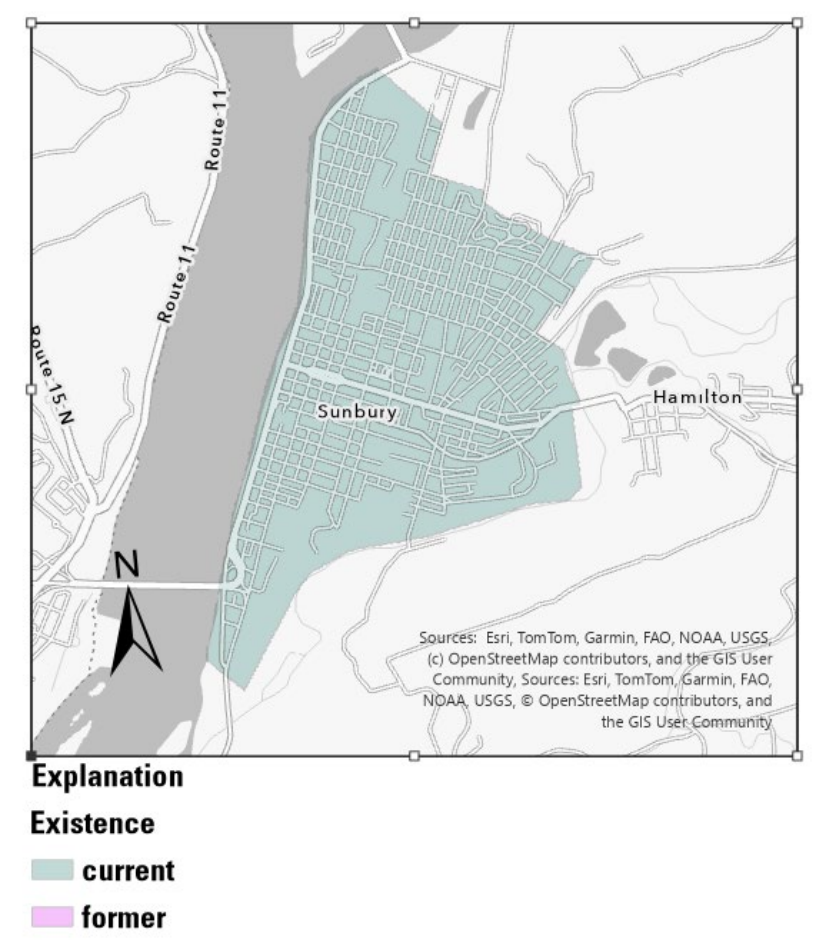 Route 11
Route 11
Route 15-N
Sunbury
Hamilton
N
Sources: Esri, TomTom, Garmin, FAO, NOAA, USGS,
(c) OpenStreetMap contributors, and the GIS User
Community, Sources: Esri, TomTom, Garmin, FAO,
NOAA, USGS, © OpenStreetMap contributors, and
the GIS User Community
Explanation
Existence
current
former